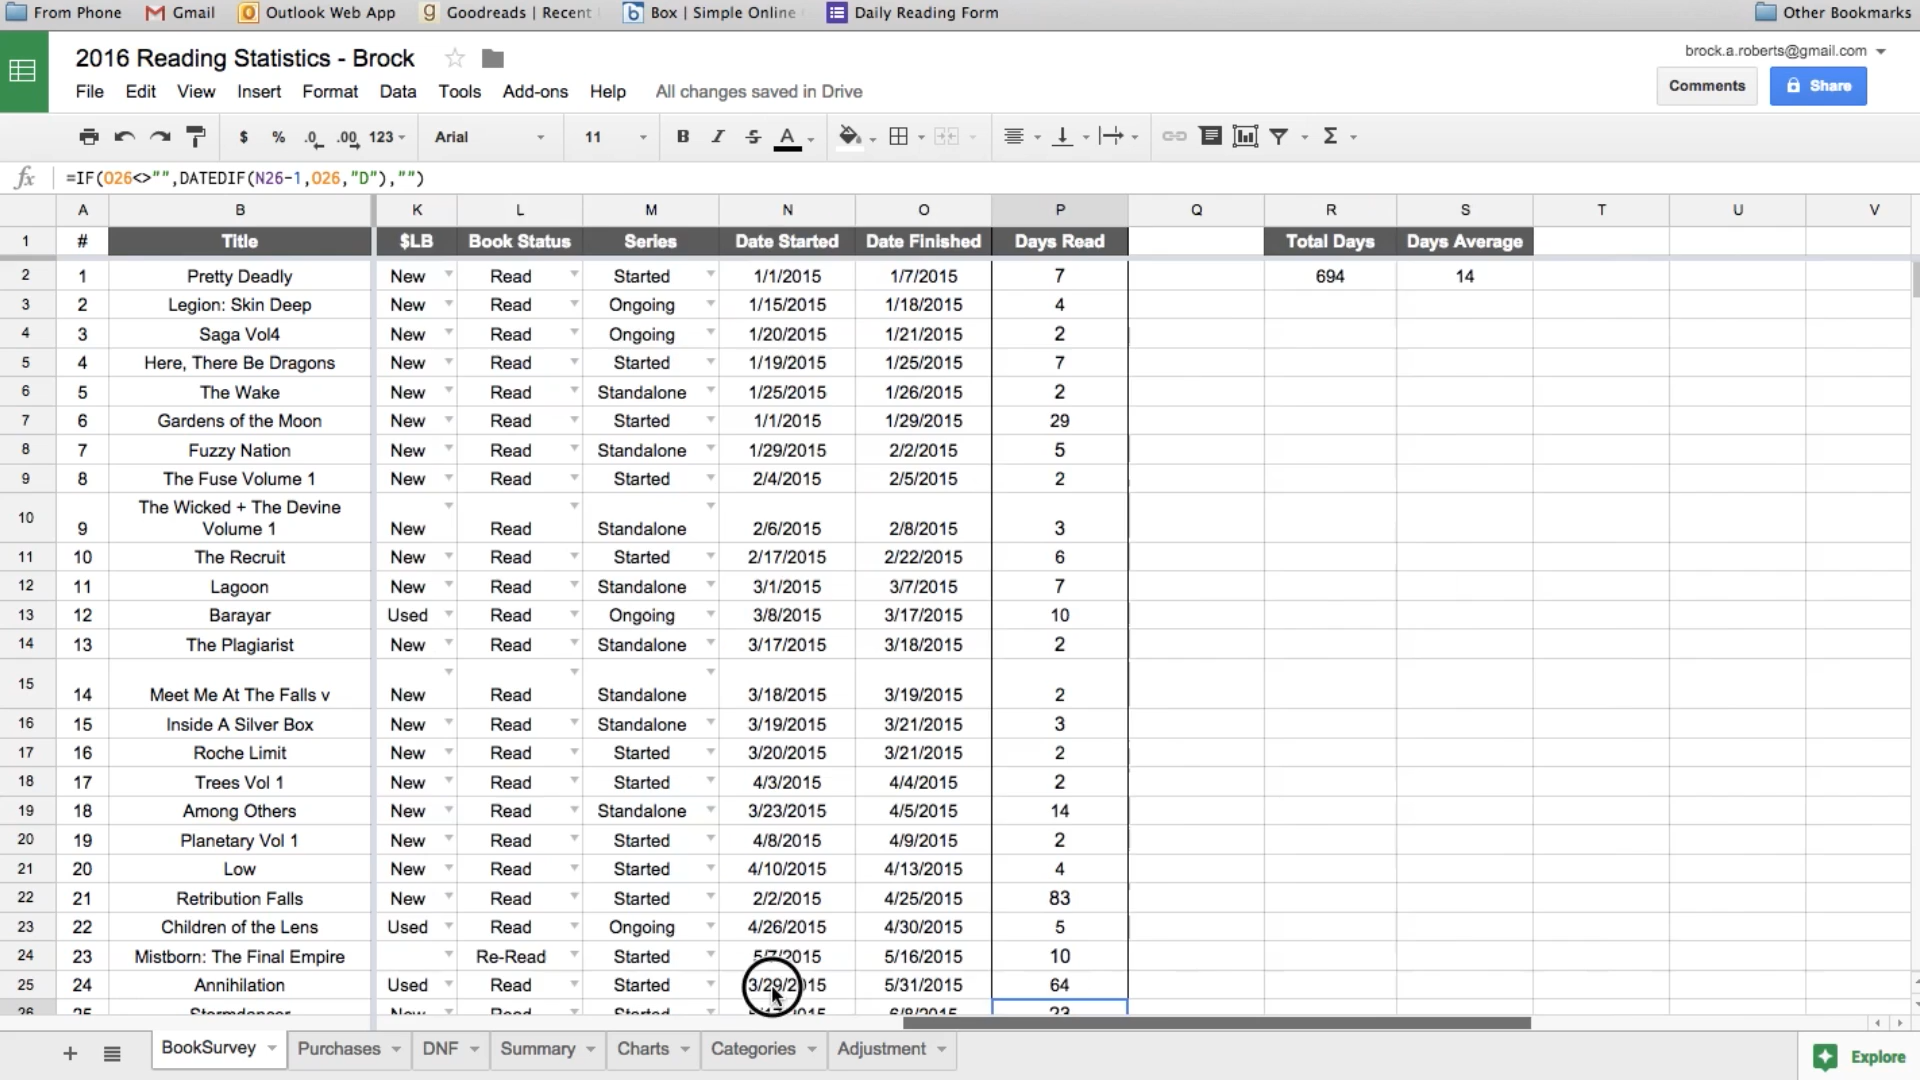 From Phone Gmail Outlook Web App Goodreads | Recent Box | Simple Online Daily Reading Form Other Bookmarks
2016 Reading Statistics - Brock brock.a.roberts@gmail.com
File Edit View Insert Format Data Tools Add-ons Help All changes saved in Drive Comments Share
$ % .0 .00 123 Arial 11 B I S A Σ
fx =IF(O26<>"",DATEDIF(N26-1,O26,"D"),"")
A B K L M N O P Q R S T U V
1 # Title $LB Book Status Series Date Started Date Finished Days Read Total Days Days Average
2 1 Pretty Deadly New Read Started 1/1/2015 1/7/2015 7 694 14
3 2 Legion: Skin Deep New Read Ongoing 1/15/2015 1/18/2015 4
4 3 Saga Vol4 New Read Ongoing 1/20/2015 1/21/2015 2
5 4 Here, There Be Dragons New Read Started 1/19/2015 1/25/2015 7
6 5 The Wake New Read Standalone 1/25/2015 1/26/2015 2
7 6 Gardens of the Moon New Read Started 1/1/2015 1/29/2015 29
8 7 Fuzzy Nation New Read Standalone 1/29/2015 2/2/2015 5
9 8 The Fuse Volume 1 New Read Started 2/4/2015 2/5/2015 2
The Wicked + The Devine
10 9 Volume 1 New Read Standalone 2/6/2015 2/8/2015 3
11 10 The Recruit New Read Started 2/17/2015 2/22/2015 6
12 11 Lagoon New Read Standalone 3/1/2015 3/7/2015 7
13 12 Barayar Used Read Ongoing 3/8/2015 3/17/2015 10
14 13 The Plagiarist New Read Standalone 3/17/2015 3/18/2015 2
15 14 Meet Me At The Falls v New Read Standalone 3/18/2015 3/19/2015 2
16 15 Inside A Silver Box New Read Standalone 3/19/2015 3/21/2015 3
17 16 Roche Limit New Read Started 3/20/2015 3/21/2015 2
18 17 Trees Vol 1 New Read Started 4/3/2015 4/4/2015 2
19 18 Among Others New Read Standalone 3/23/2015 4/5/2015 14
20 19 Planetary Vol 1 New Read Started 4/8/2015 4/9/2015 2
21 20 Low New Read Started 4/10/2015 4/13/2015 4
22 21 Retribution Falls New Read Started 2/2/2015 4/25/2015 83
23 22 Children of the Lens Used Read Ongoing 4/26/2015 4/30/2015 5
24 23 Mistborn: The Final Empire Re-Read Started 5/7/2015 5/16/2015 10
25 24 Annihilation Used Read Started 3/29/2015 5/31/2015 64
26 25 Stormdancer New Read Started 6/8/2015 23
BookSurvey Purchases DNF Summary Charts Categories Adjustment Explore